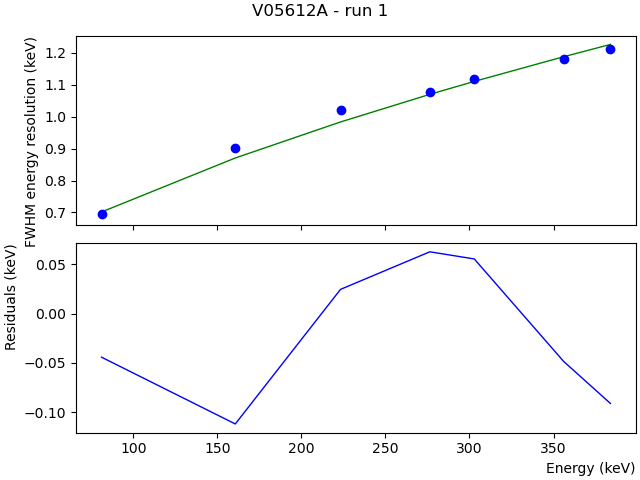 V05612A - run 1
FWHM energy resolution (keV)
1.2
1.1
1.0
0.9
0.8
0.7
Residuals (keV)
0.05
0.00
−0.05
−0.10
100 150 200 250 300 350
Energy (keV)